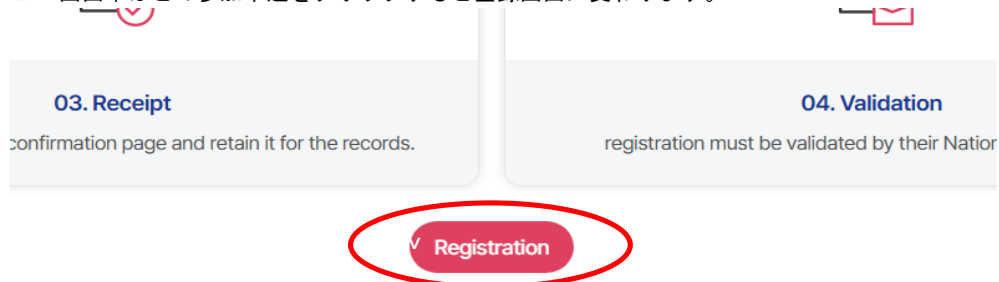 03. Receipt
04. Validation
confirmation page and retain it for the records.
registration must be validated by their Nation
Registration